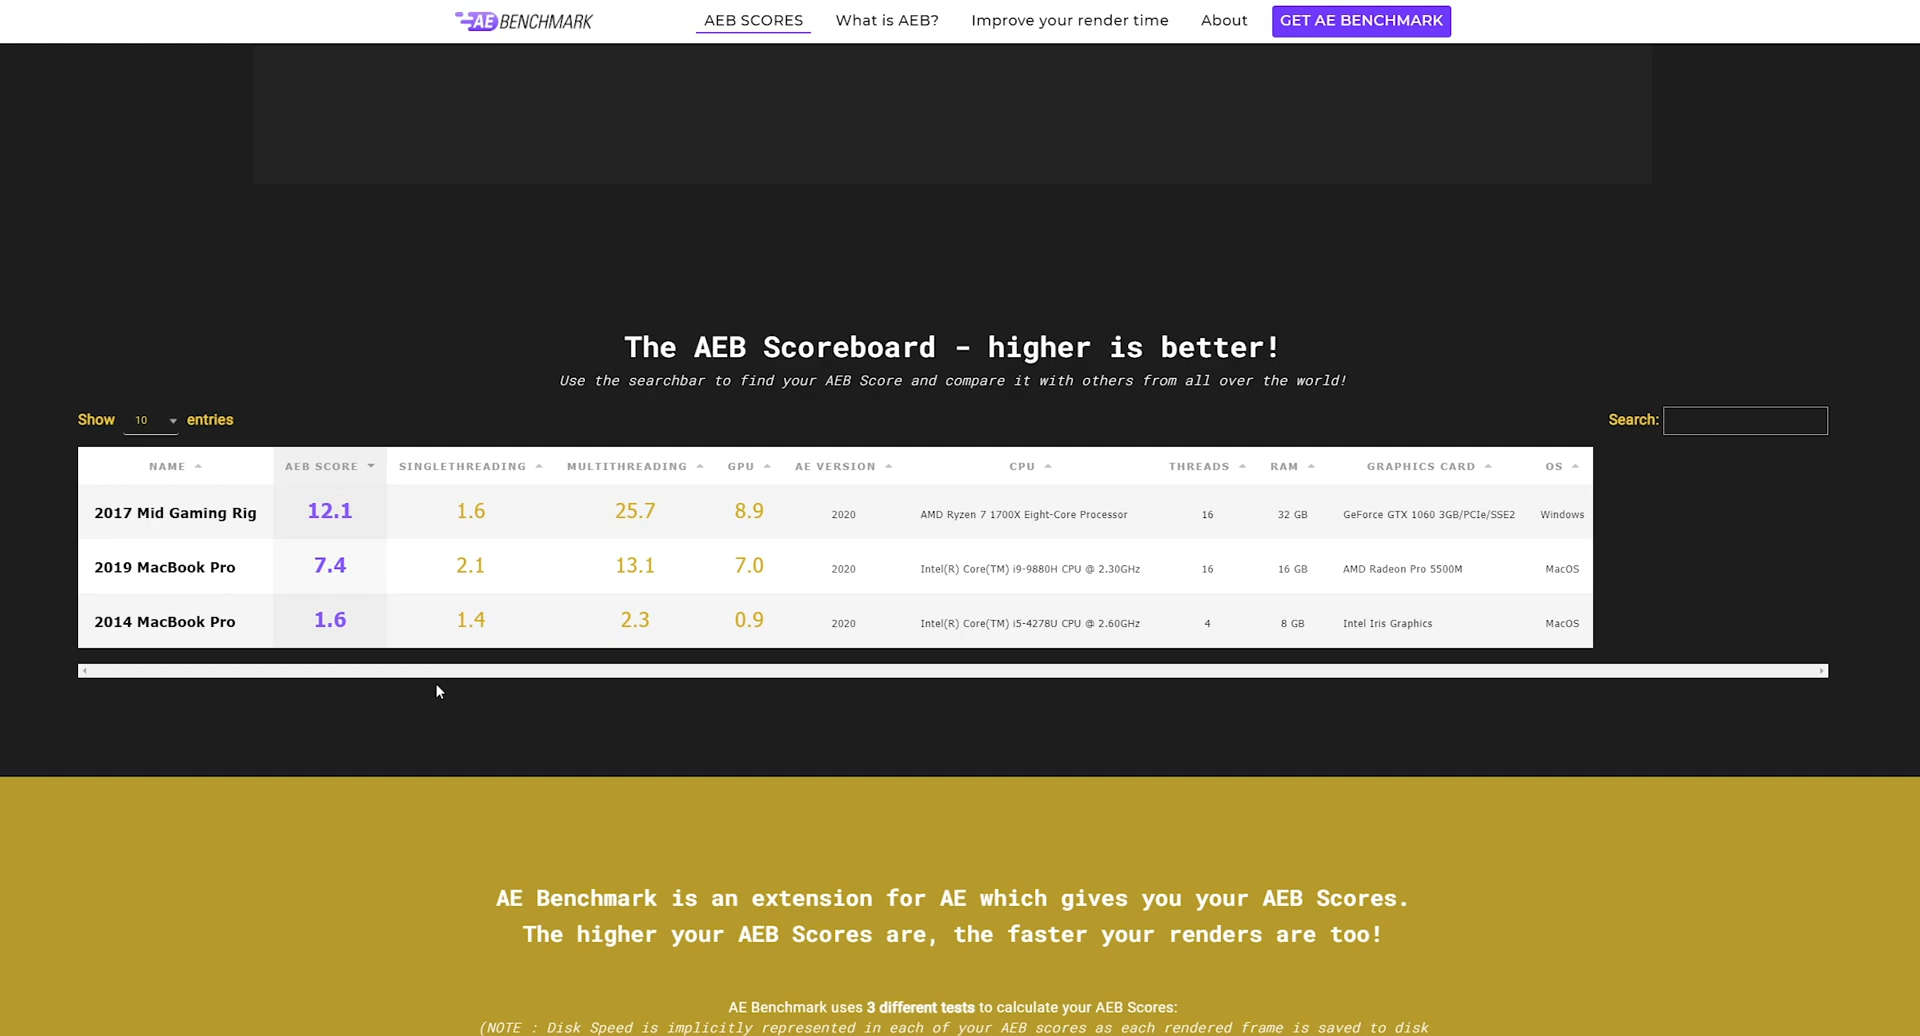 AE BENCHMARK AEB SCORES What is AEB? Improve your render time About GET AE BENCHMARK
The AEB Scoreboard - higher is better!
Use the searchbar to find your AEB Score and compare it with others from all over the world!
Show 10 entries Search:
NAME AEB SCORE SINGLETHREADING MULTITHREADING GPU AE VERSION CPU THREADS RAM GRAPHICS CARD OS
2017 Mid Gaming Rig 12.1 1.6 25.7 8.9 2020 AMD Ryzen 7 1700X Eight-Core Processor 16 32 GB GeForce GTX 1060 3GB/PCIe/SSE2 Windows
2019 MacBook Pro 7.4 2.1 13.1 7.0 2020 Intel(R) Core(TM) i9-9880H CPU @ 2.30GHz 16 16 GB AMD Radeon Pro 5500M MacOS
2014 MacBook Pro 1.6 1.4 2.3 0.9 2020 Intel(R) Core(TM) i5-4278U CPU @ 2.60GHz 4 8 GB Intel Iris Graphics MacOS
AE Benchmark is an extension for AE which gives you your AEB Scores.
The higher your AEB Scores are, the faster your renders are too!
AE Benchmark uses 3 different tests to calculate your AEB Scores:
(NOTE : Disk Speed is implicitly represented in each of your AEB scores as each rendered frame is saved to disk